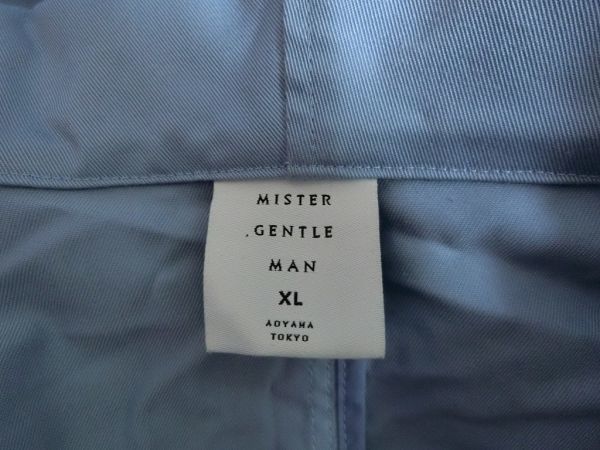 MISTER
GENTLE
MAN
XL
AOYAMA
TOKYO